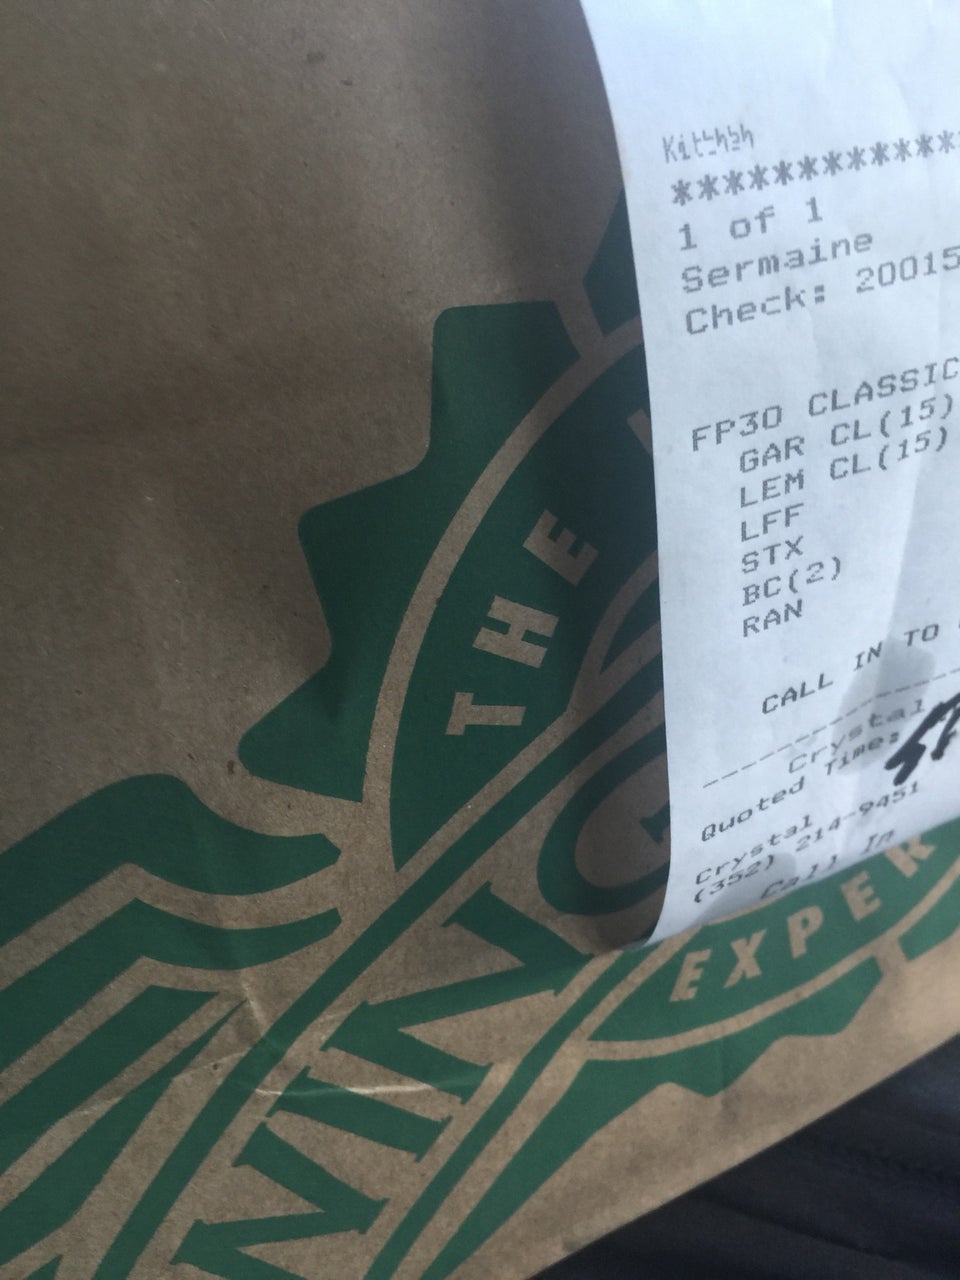 Kitchen
************
1 of 1
Sermaine
Check: 20015
FP30 CLASSIC
GAR CL(15)
LEM CL(15)
LFF
STX
BC(2)
RAN
CALL IN TO
Crystal
Quoted Time:
Crystal
(352) 214-9451
Call In
THE
WING
EXPER